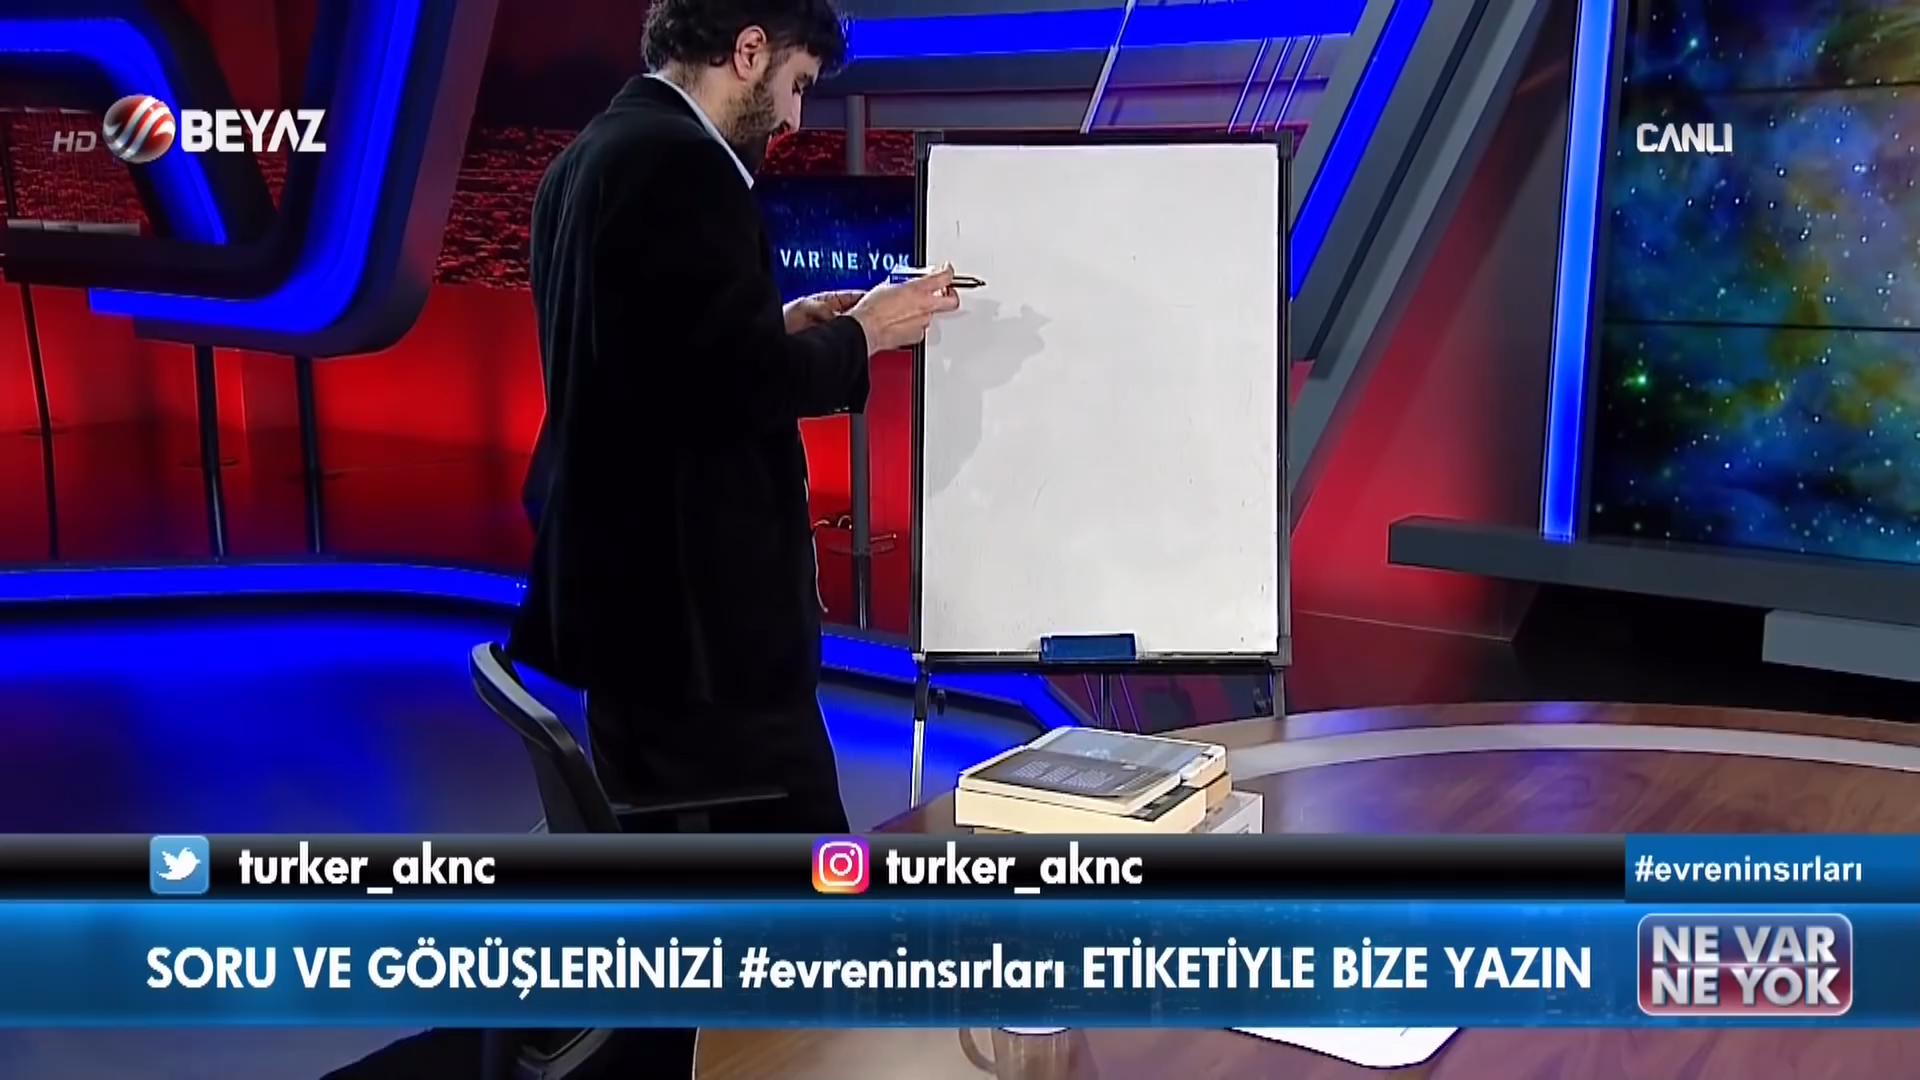 HD BEYAZ
CANLI
VAR NE YOK
turker_aknc
turker_aknc
#evreninsırları
SORU VE GÖRÜŞLERİNİZİ #evreninsırları ETİKETİYLE BİZE YAZIN
NE VAR
NE YOK